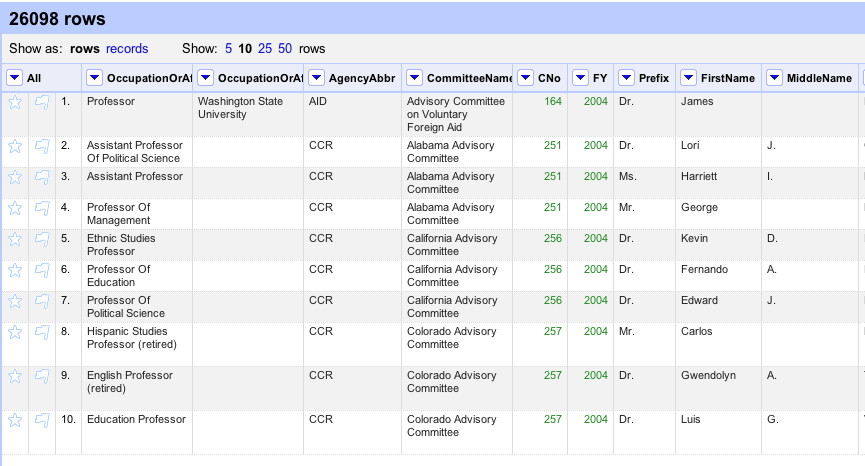 26098 rows
Show as: rows records Show: 5 10 25 50 rows
All OccupationOrAf OccupationOrAf AgencyAbbr CommitteeName CNo FY Prefix FirstName MiddleName
1. Professor Washington State University AID Advisory Committee on Voluntary Foreign Aid 164 2004 Dr. James
2. Assistant Professor Of Political Science CCR Alabama Advisory Committee 251 2004 Dr. Lori J.
3. Assistant Professor CCR Alabama Advisory Committee 251 2004 Ms. Harriett I.
4. Professor Of Management CCR Alabama Advisory Committee 251 2004 Mr. George
5. Ethnic Studies Professor CCR California Advisory Committee 256 2004 Dr. Kevin D.
6. Professor Of Education CCR California Advisory Committee 256 2004 Dr. Fernando A.
7. Professor Of Political Science CCR California Advisory Committee 256 2004 Dr. Edward J.
8. Hispanic Studies Professor (retired) CCR Colorado Advisory Committee 257 2004 Mr. Carlos
9. English Professor (retired) CCR Colorado Advisory Committee 257 2004 Dr. Gwendolyn A.
10. Education Professor CCR Colorado Advisory Committee 257 2004 Dr. Luis G.